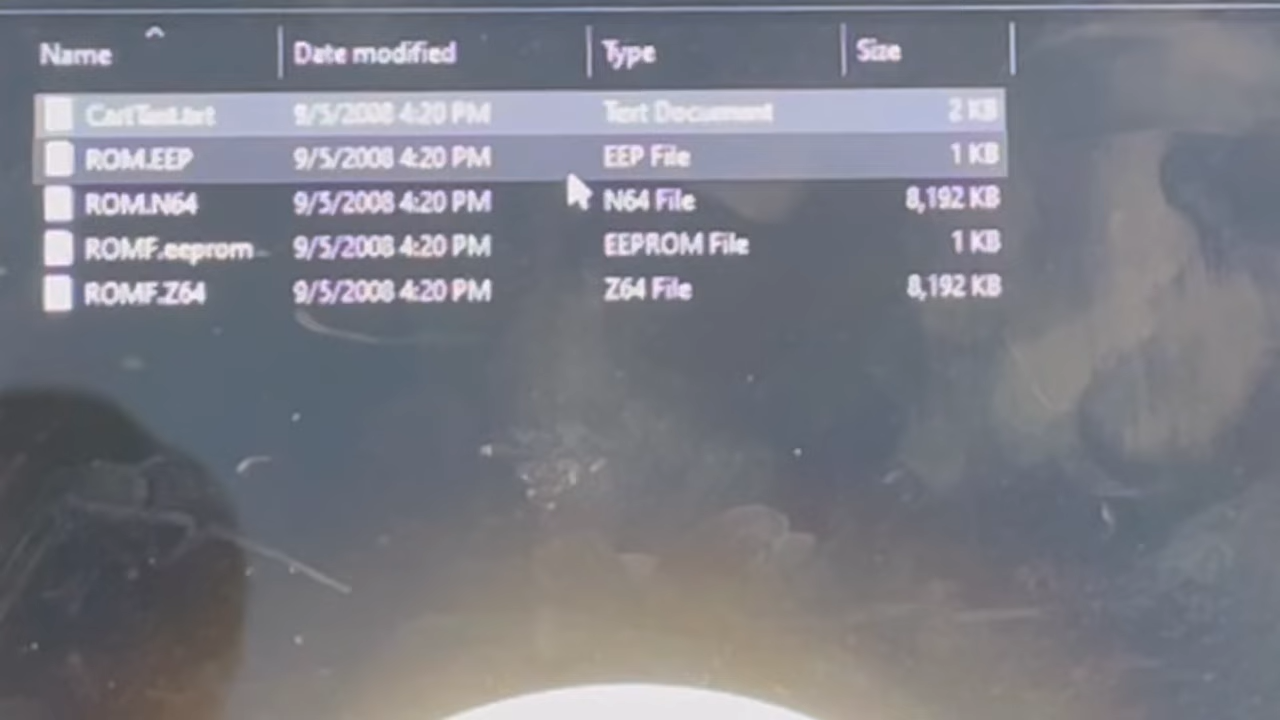 Name Date modified Type Size
CartTest.txt 9/5/2008 4:20 PM Text Document 2 KB
ROM.EEP 9/5/2008 4:20 PM EEP File 1 KB
ROM.N64 9/5/2008 4:20 PM N64 File 8,192 KB
ROMF.eeprom 9/5/2008 4:20 PM EEPROM File 1 KB
ROMF.Z64 9/5/2008 4:20 PM Z64 File 8,192 KB